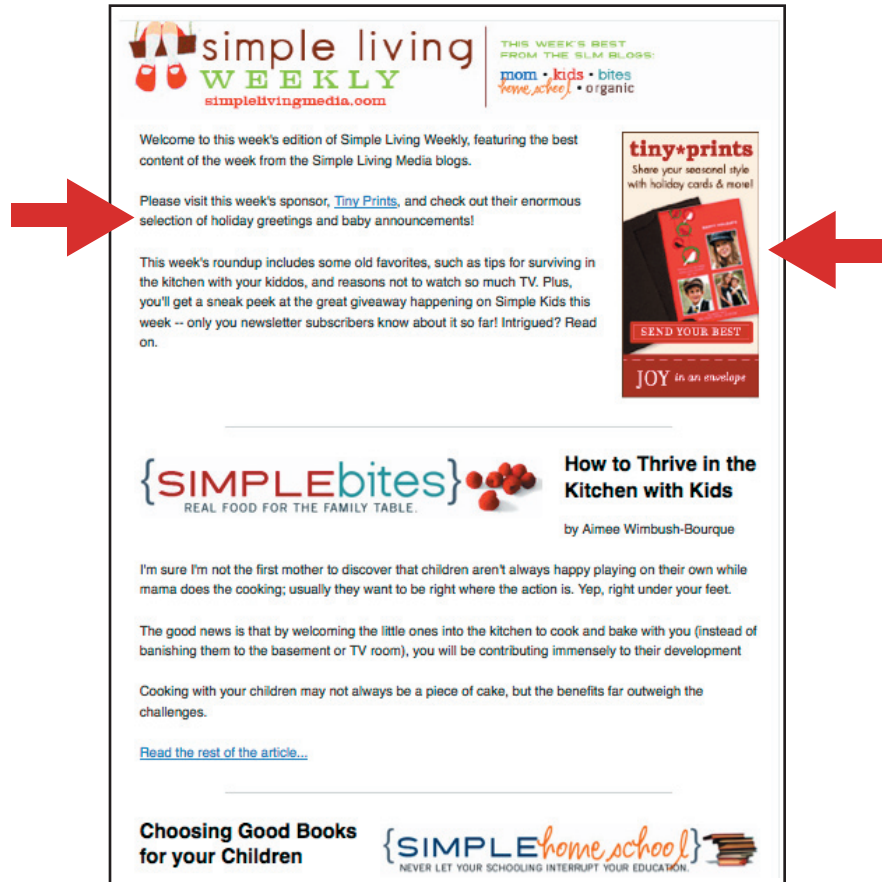 simple living
WEEKLY
simplelivingmedia.com
THIS WEEK'S BEST
FROM THE SLM BLOGS:
mom • kids • bites
home school • organic
Welcome to this week's edition of Simple Living Weekly, featuring the best
content of the week from the Simple Living Media blogs.
Please visit this week's sponsor, Tiny Prints, and check out their enormous
selection of holiday greetings and baby announcements!
This week's roundup includes some old favorites, such as tips for surviving in
the kitchen with your kiddos, and reasons not to watch so much TV. Plus,
you'll get a sneak peek at the great giveaway happening on Simple Kids this
week -- only you newsletter subscribers know about it so far! Intrigued? Read
on.
tiny*prints
Share your seasonal style
with holiday cards & more!
SEND YOUR BEST
JOY in an envelope
{SIMPLEbites}
REAL FOOD FOR THE FAMILY TABLE.
How to Thrive in the
Kitchen with Kids
by Aimee Wimbush-Bourque
I'm sure I'm not the first mother to discover that children aren't always happy playing on their own while
mama does the cooking; usually they want to be right where the action is. Yep, right under your feet.
The good news is that by welcoming the little ones into the kitchen to cook and bake with you (instead of
banishing them to the basement or TV room), you will be contributing immensely to their development
Cooking with your children may not always be a piece of cake, but the benefits far outweigh the
challenges.
Read the rest of the article...
Choosing Good Books
for your Children
{SIMPLE home school}
NEVER LET YOUR SCHOOLING INTERRUPT YOUR EDUCATION.